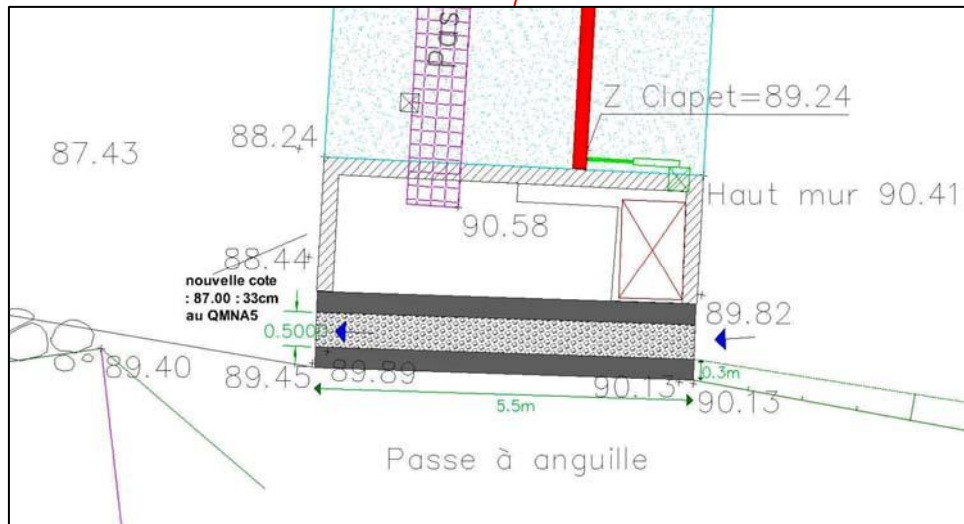 Pas
Z Clapet=89.24
88.24
87.43
Haut mur 90.41
90.58
88.44
nouvelle cote
: 87.00 : 33cm
au QMNA5
89.82
0.5000
89.40
89.45
89.89
90.13
90.13
0.3m
5.5m
Passe à anguille